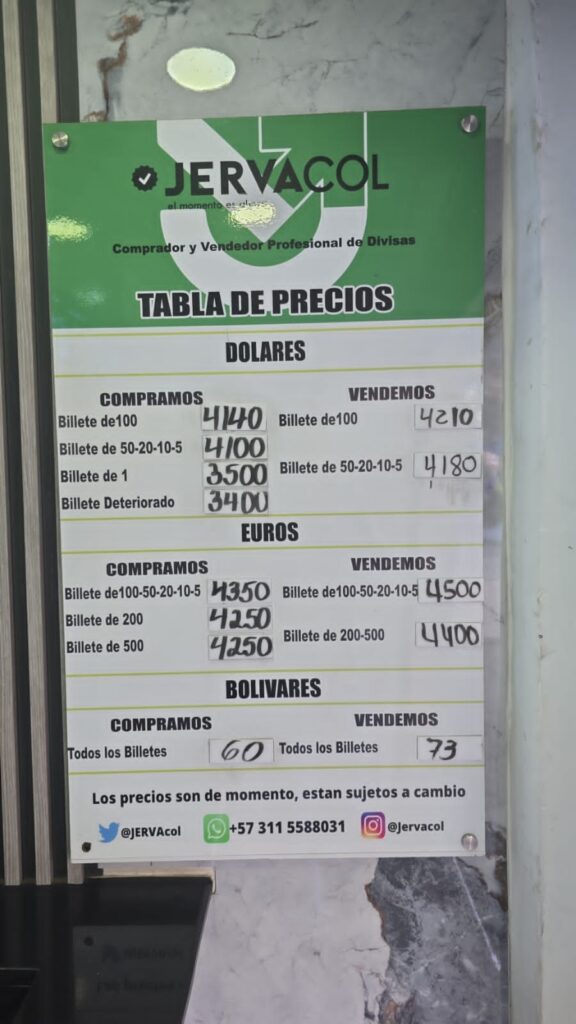 JERVACOL
el momento es ahora
Comprador y Vendedor Profesional de Divisas
TABLA DE PRECIOS
DOLARES
COMPRAMOS VENDEMOS
Billete de100 4140 Billete de100 4210
Billete de 50-20-10-5 4100
Billete de 50-20-10-5 4180
Billete de 1 3500
Billete Deteriorado 3400
EUROS
COMPRAMOS VENDEMOS
Billete de100-50-20-10-5 4350 Billete de100-50-20-10-5 4500
Billete de 200 4250
Billete de 200-500 4400
Billete de 500 4250
BOLIVARES
COMPRAMOS VENDEMOS
Todos los Billetes 60 Todos los Billetes 73
Los precios son de momento, estan sujetos a cambio
@JERVAcol +57 311 5588031 @Jervacol